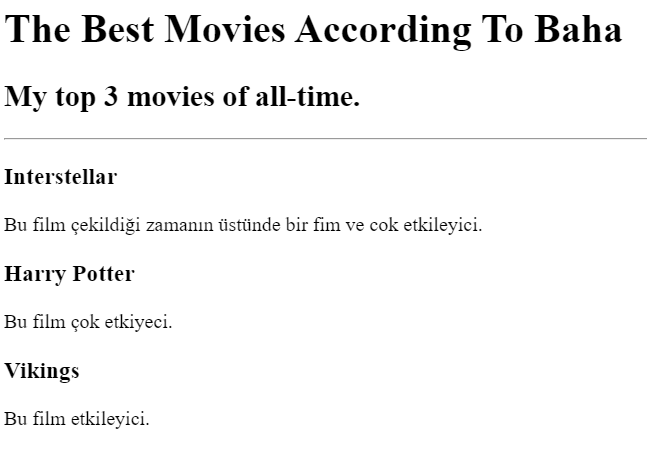 The Best Movies According To Baha
My top 3 movies of all-time.
Interstellar
Bu film çekildiği zamanın üstünde bir fim ve cok etkileyici.
Harry Potter
Bu film çok etkiyeci.
Vikings
Bu film etkileyici.